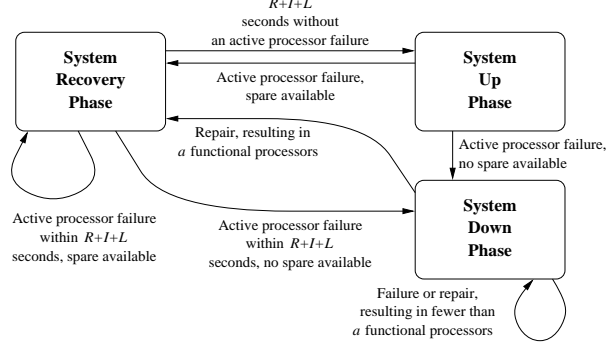 R+I+L
seconds without
an active processor failure
System
Recovery
Phase
System
Up
Phase
Active processor failure,
spare available
Repair, resulting in
a functional processors
Active processor failure,
no spare available
System
Down
Phase
Active processor failure
within R+I+L
seconds, spare available
Active processor failure
within R+I+L
seconds, no spare available
Failure or repair,
resulting in fewer than
a functional processors